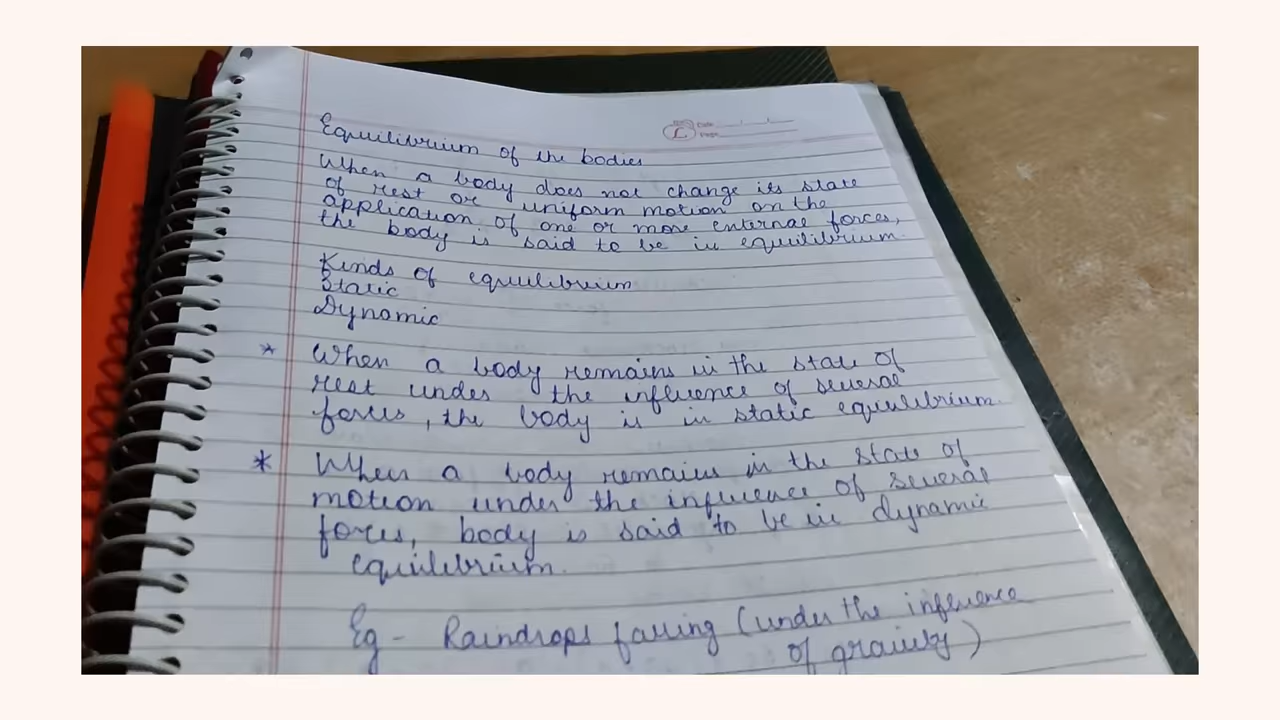 Date
Page
Equilibrium of the bodies
When a body does not change its state
of rest or uniform motion on the
application of one or more external forces,
the body is said to be in equilibrium.
Kinds of equilibrium
Static
Dynamic
* When a body remains in the state of
rest under the influence of several
forces, the body is in static equilibrium.
* When a body remains in the state of
motion under the influence of several
forces, body is said to be in dynamic
equilibrium.
Eg - Raindrops falling (under the influence
of gravity)